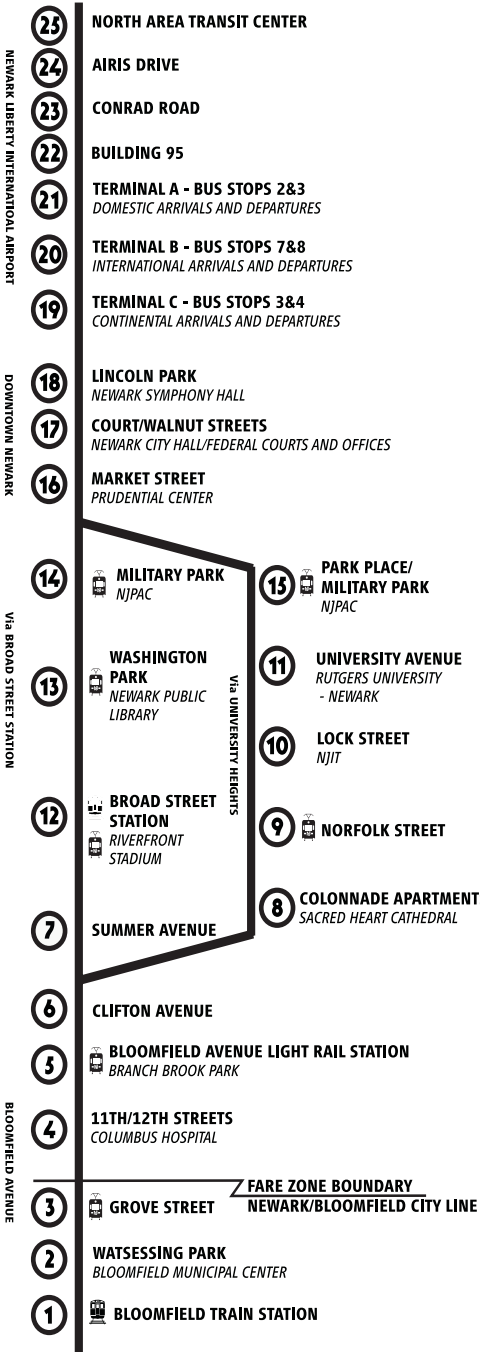 25 NORTH AREA TRANSIT CENTER
24 AIRIS DRIVE
23 CONRAD ROAD
22 BUILDING 95
21 TERMINAL A - BUS STOPS 2&3
DOMESTIC ARRIVALS AND DEPARTURES
20 TERMINAL B - BUS STOPS 7&8
INTERNATIONAL ARRIVALS AND DEPARTURES
19 TERMINAL C - BUS STOPS 3&4
CONTINENTAL ARRIVALS AND DEPARTURES
NEWARK LIBERTY INTERNATIOAL AIRPORT
18 LINCOLN PARK
NEWARK SYMPHONY HALL
17 COURT/WALNUT STREETS
NEWARK CITY HALL/FEDERAL COURTS AND OFFICES
16 MARKET STREET
PRUDENTIAL CENTER
DOWNTOWN NEWARK
14 MILITARY PARK
NJPAC
13 WASHINGTON
PARK
NEWARK PUBLIC
LIBRARY
12 BROAD STREET
STATION
RIVERFRONT
STADIUM
7 SUMMER AVENUE
Via BROAD STREET STATION
15 PARK PLACE/
MILITARY PARK
NJPAC
11 UNIVERSITY AVENUE
RUTGERS UNIVERSITY
- NEWARK
10 LOCK STREET
NJIT
9 NORFOLK STREET
8 COLONNADE APARTMENT
SACRED HEART CATHEDRAL
Via UNIVERSITY HEIGHTS
6 CLIFTON AVENUE
5 BLOOMFIELD AVENUE LIGHT RAIL STATION
BRANCH BROOK PARK
4 11TH/12TH STREETS
COLUMBUS HOSPITAL
FARE ZONE BOUNDARY
NEWARK/BLOOMFIELD CITY LINE
3 GROVE STREET
2 WATSESSING PARK
BLOOMFIELD MUNICIPAL CENTER
1 BLOOMFIELD TRAIN STATION
BLOOMFIELD AVENUE